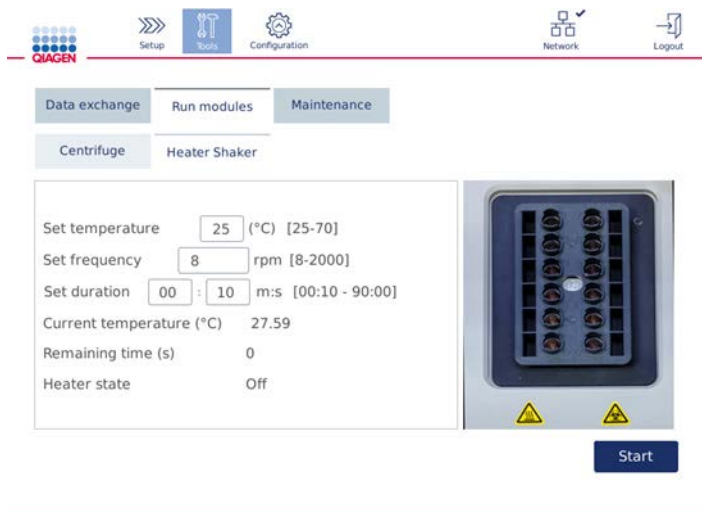 QIAGEN
Setup
Tools
Configuration
Network
Logout
Data exchange
Run modules
Maintenance
Centrifuge
Heater Shaker
Set temperature 25 (°C) [25-70]
Set frequency 8 rpm [8-2000]
Set duration 00 : 10 m:s [00:10 - 90:00]
Current temperature (°C) 27.59
Remaining time (s) 0
Heater state Off
Start